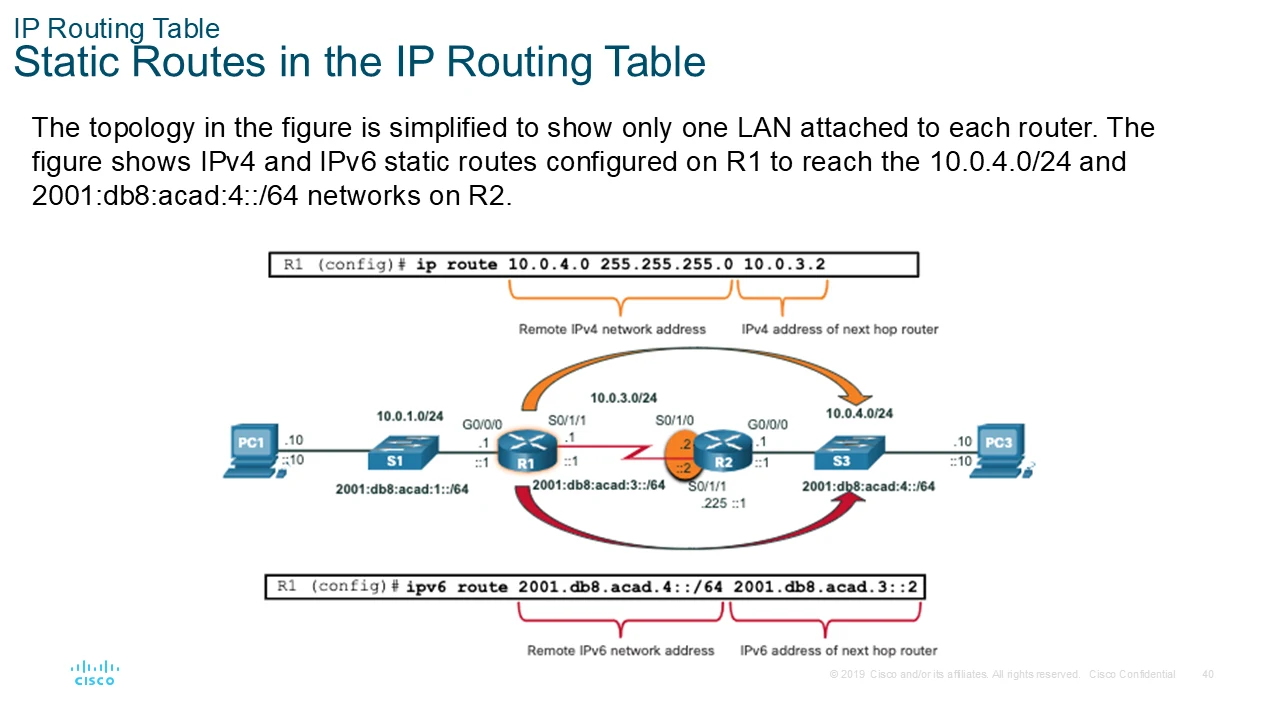 IP Routing Table
Static Routes in the IP Routing Table
The topology in the figure is simplified to show only one LAN attached to each router. The
figure shows IPv4 and IPv6 static routes configured on R1 to reach the 10.0.4.0/24 and
2001:db8:acad:4::/64 networks on R2.
R1 (config)# ip route 10.0.4.0 255.255.255.0 10.0.3.2
Remote IPv4 network address IPv4 address of next hop router
10.0.3.0/24
10.0.1.0/24 10.0.4.0/24
G0/0/0 S0/1/1 S0/1/0 G0/0/0
PC1 .10 .1 .1 .2 .1 .10 PC3
::10 S1 ::1 R1 ::1 ::2 R2 ::1 S3 ::10
2001:db8:acad:1::/64 2001:db8:acad:3::/64 S0/1/1 2001:db8:acad:4::/64
.225 ::1
R1 (config)# ipv6 route 2001.db8.acad.4::/64 2001.db8.acad.3::2
Remote IPv6 network address IPv6 address of next hop router
CISCO
© 2019 Cisco and/or its affiliates. All rights reserved. Cisco Confidential 40